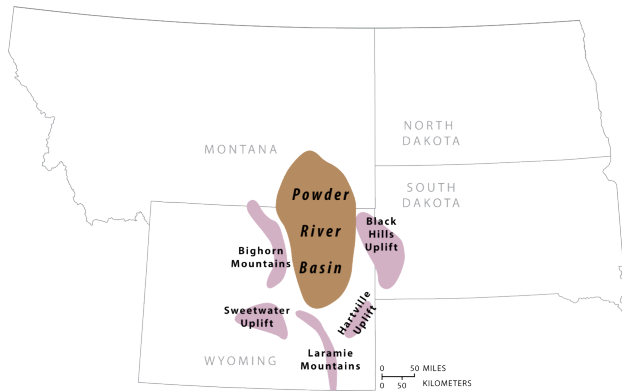 MONTANA
NORTH
DAKOTA
SOUTH
DAKOTA
Powder
River
Basin
Bighorn
Mountains
Black
Hills
Uplift
Sweetwater
Uplift
Hartville
Uplift
Laramie
Mountains
WYOMING
0 50 MILES
0 50 KILOMETERS